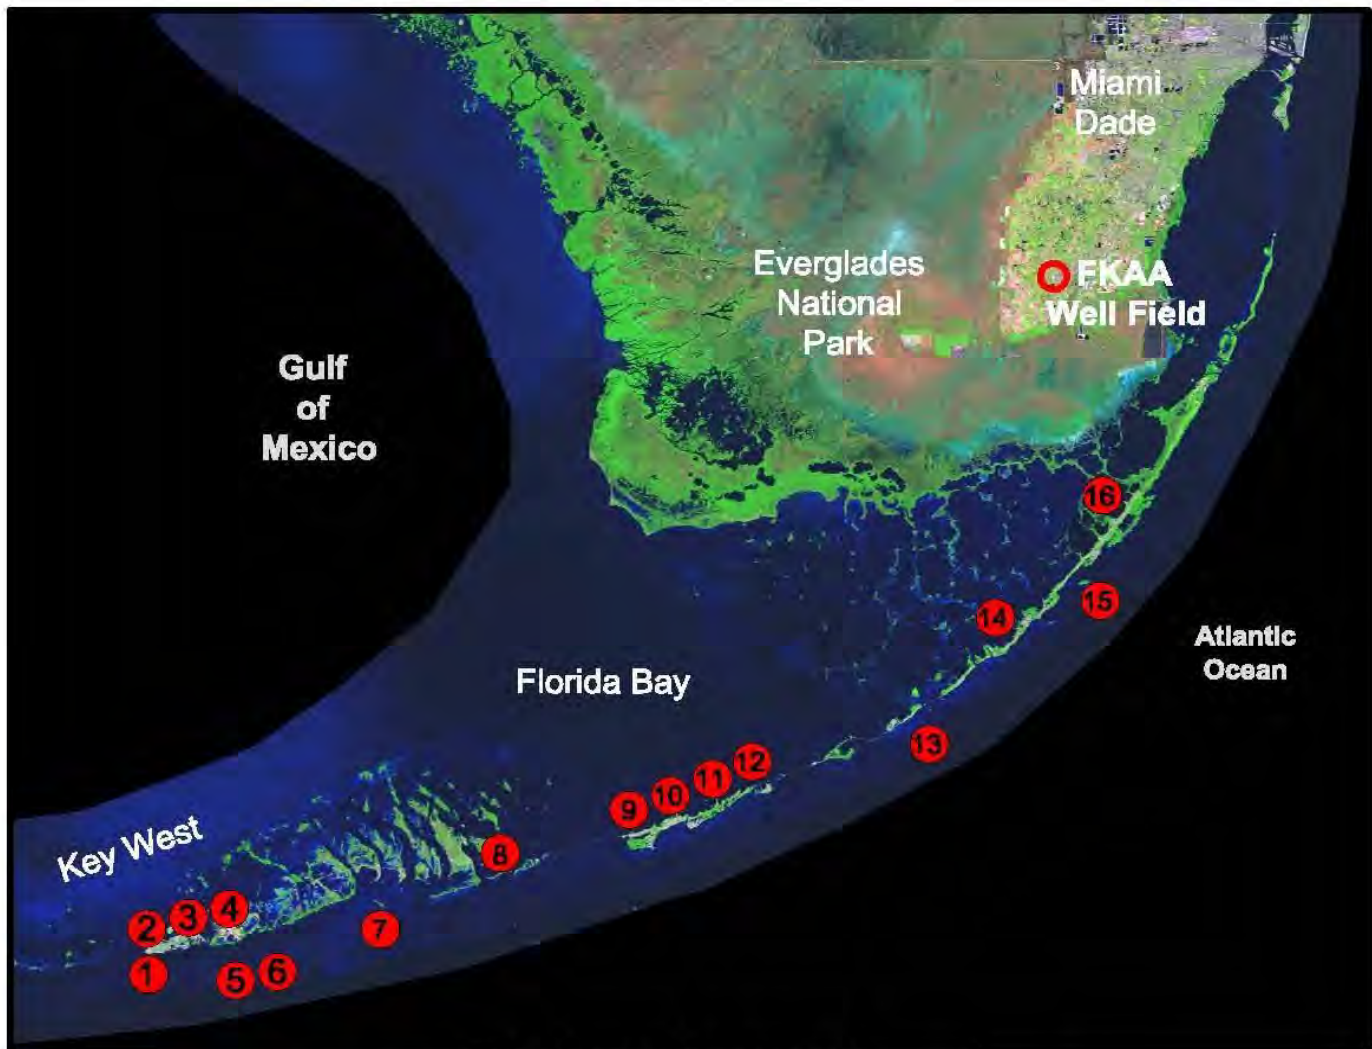 Miami
Dade
Everglades
National
Park
FKAA
Well Field
Gulf
of
Mexico
16
15
14
Atlantic
Ocean
Florida Bay
13
12
11
10
9
Key West
8
7
2
3
4
1
5
6